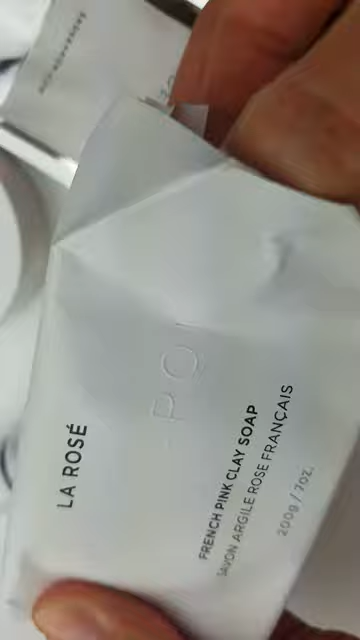 LA ROSÉ
FRENCH PINK CLAY SOAP
SAVON ARGILE ROSE FRANÇAIS
200g / 7oz.